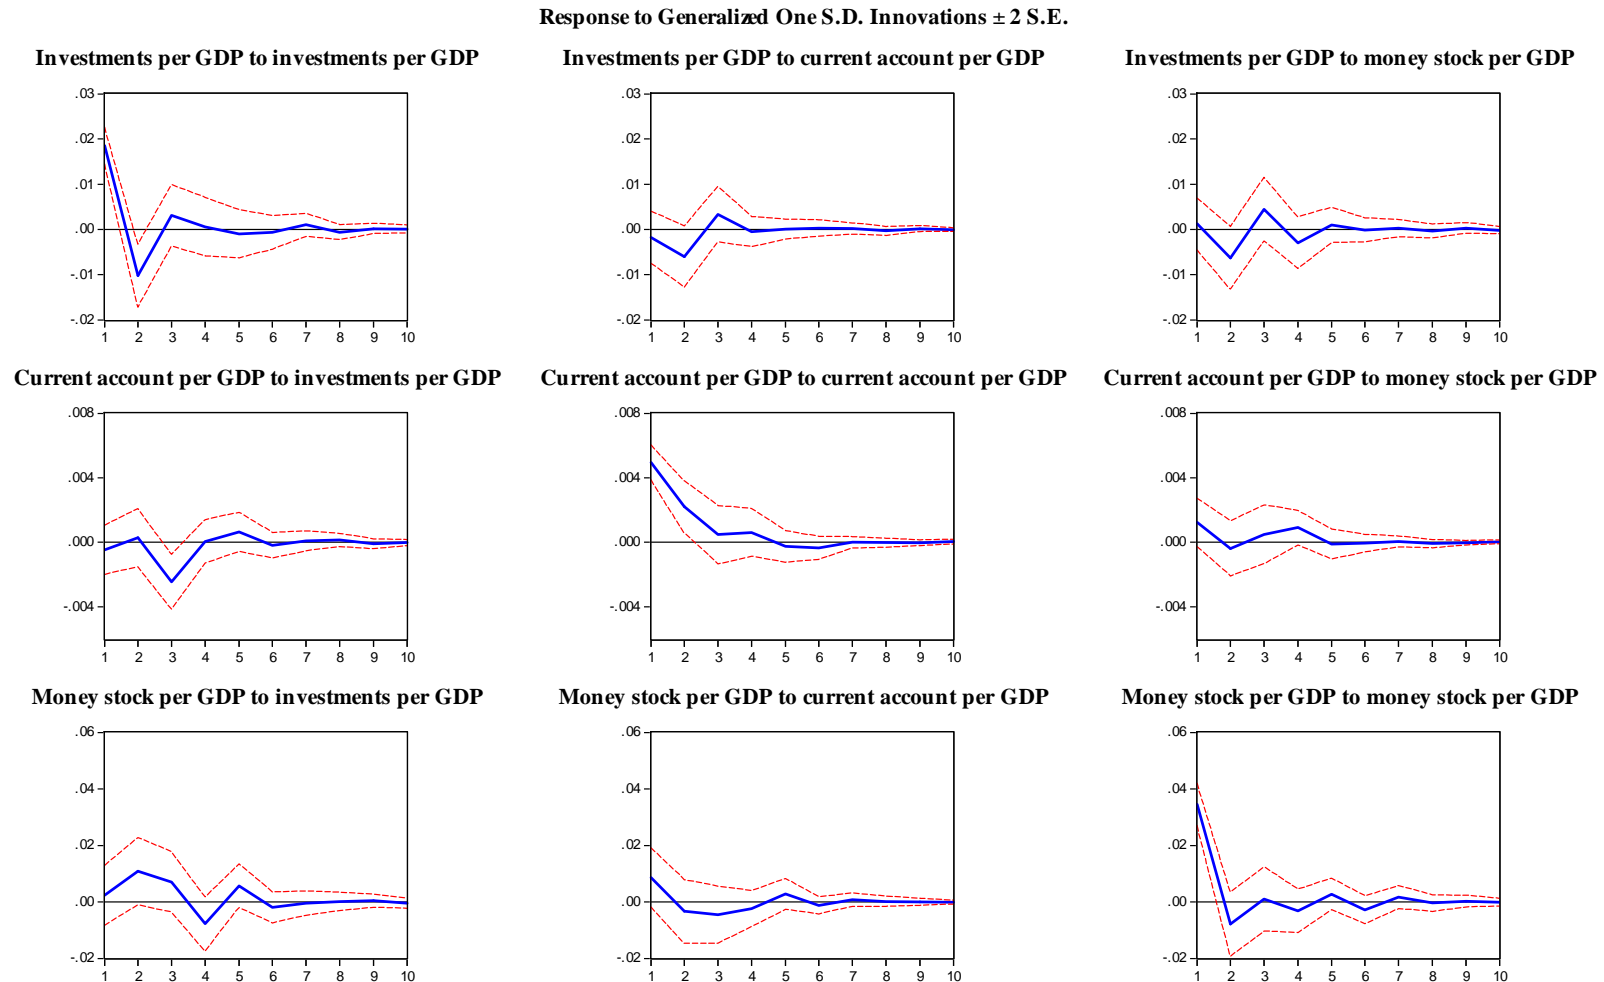 Response to Generalized One S.D. Innovations ± 2 S.E.
Investments per GDP to investments per GDP
.03
.02
.01
.00
-.01
-.02
1 2 3 4 5 6 7 8 9 10
Investments per GDP to current account per GDP
.03
.02
.01
.00
-.01
-.02
1 2 3 4 5 6 7 8 9 10
Investments per GDP to money stock per GDP
.03
.02
.01
.00
-.01
-.02
1 2 3 4 5 6 7 8 9 10
Current account per GDP to investments per GDP
.008
.004
.000
-.004
1 2 3 4 5 6 7 8 9 10
Current account per GDP to current account per GDP
.008
.004
.000
-.004
1 2 3 4 5 6 7 8 9 10
Current account per GDP to money stock per GDP
.008
.004
.000
-.004
1 2 3 4 5 6 7 8 9 10
Money stock per GDP to investments per GDP
.06
.04
.02
.00
-.02
1 2 3 4 5 6 7 8 9 10
Money stock per GDP to current account per GDP
.06
.04
.02
.00
-.02
1 2 3 4 5 6 7 8 9 10
Money stock per GDP to money stock per GDP
.06
.04
.02
.00
-.02
1 2 3 4 5 6 7 8 9 10